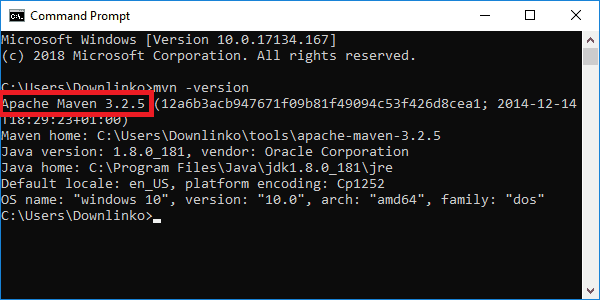 Command Prompt
Microsoft Windows [Version 10.0.17134.167]
(c) 2018 Microsoft Corporation. All rights reserved.
C:\Users\Downlinko>mvn -version
Apache Maven 3.2.5 (12a6b3acb947671f09b81f49094c53f426d8cea1; 2014-12-14
T18:29:23+01:00)
Maven home: C:\Users\Downlinko\tools\apache-maven-3.2.5
Java version: 1.8.0_181, vendor: Oracle Corporation
Java home: C:\Program Files\Java\jdk1.8.0_181\jre
Default locale: en_US, platform encoding: Cp1252
OS name: "windows 10", version: "10.0", arch: "amd64", family: "dos"
C:\Users\Downlinko>